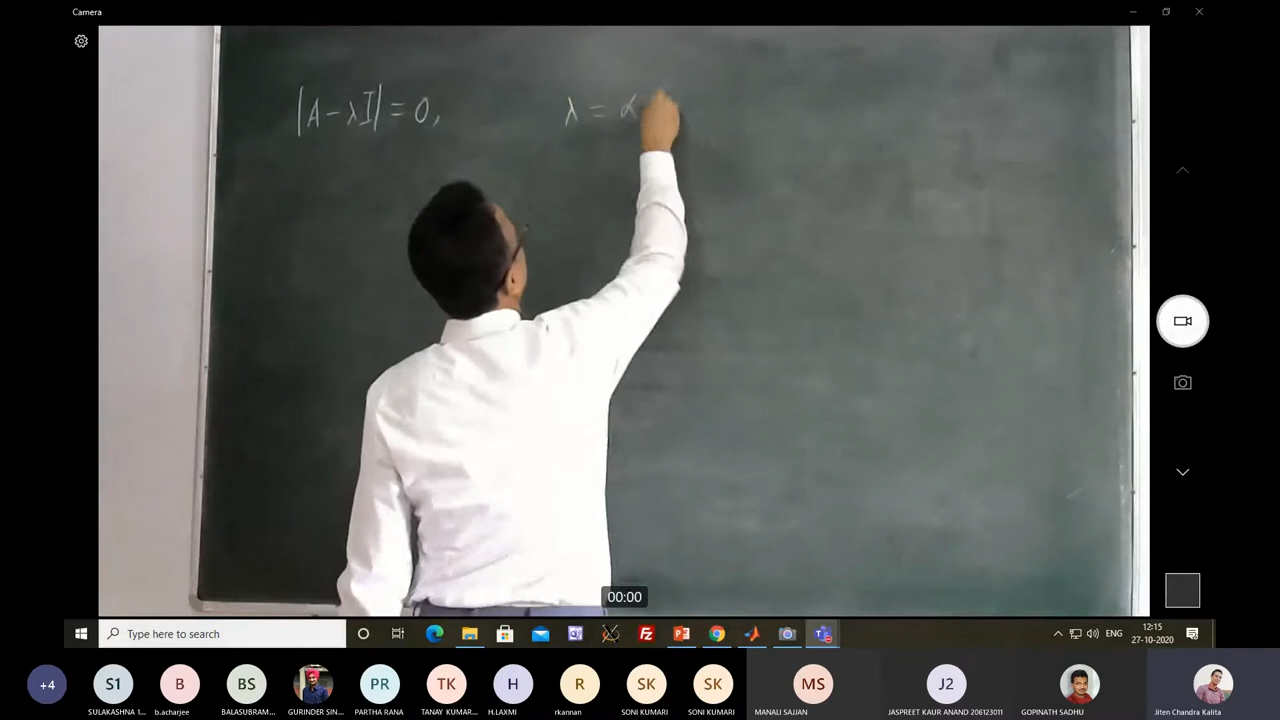 Camera
|A - λI| = 0, λ = α
00:00
Type here to search
ENG
12:15
27-10-2020
+4
S1
B
BS
PR
TK
H
R
SK
SK
MS
J2
SULAKASHNA 1...
b.acharjee
BALASUBRAM...
GURINDER SIN...
PARTHA RANA
TANAY KUMAR...
H.LAXMI
rkannan
SONI KUMARI
SONI KUMARI
MANALI SAJJAN
JASPREET KAUR ANAND 206123011
GOPINATH SADHU
Jiten Chandra Kalita